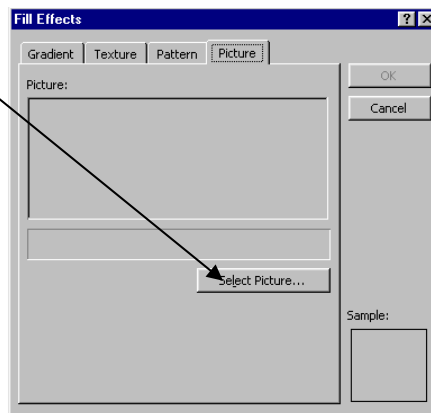 Fill Effects
Gradient Texture Pattern Picture
OK
Picture:
Cancel
Select Picture...
Sample: